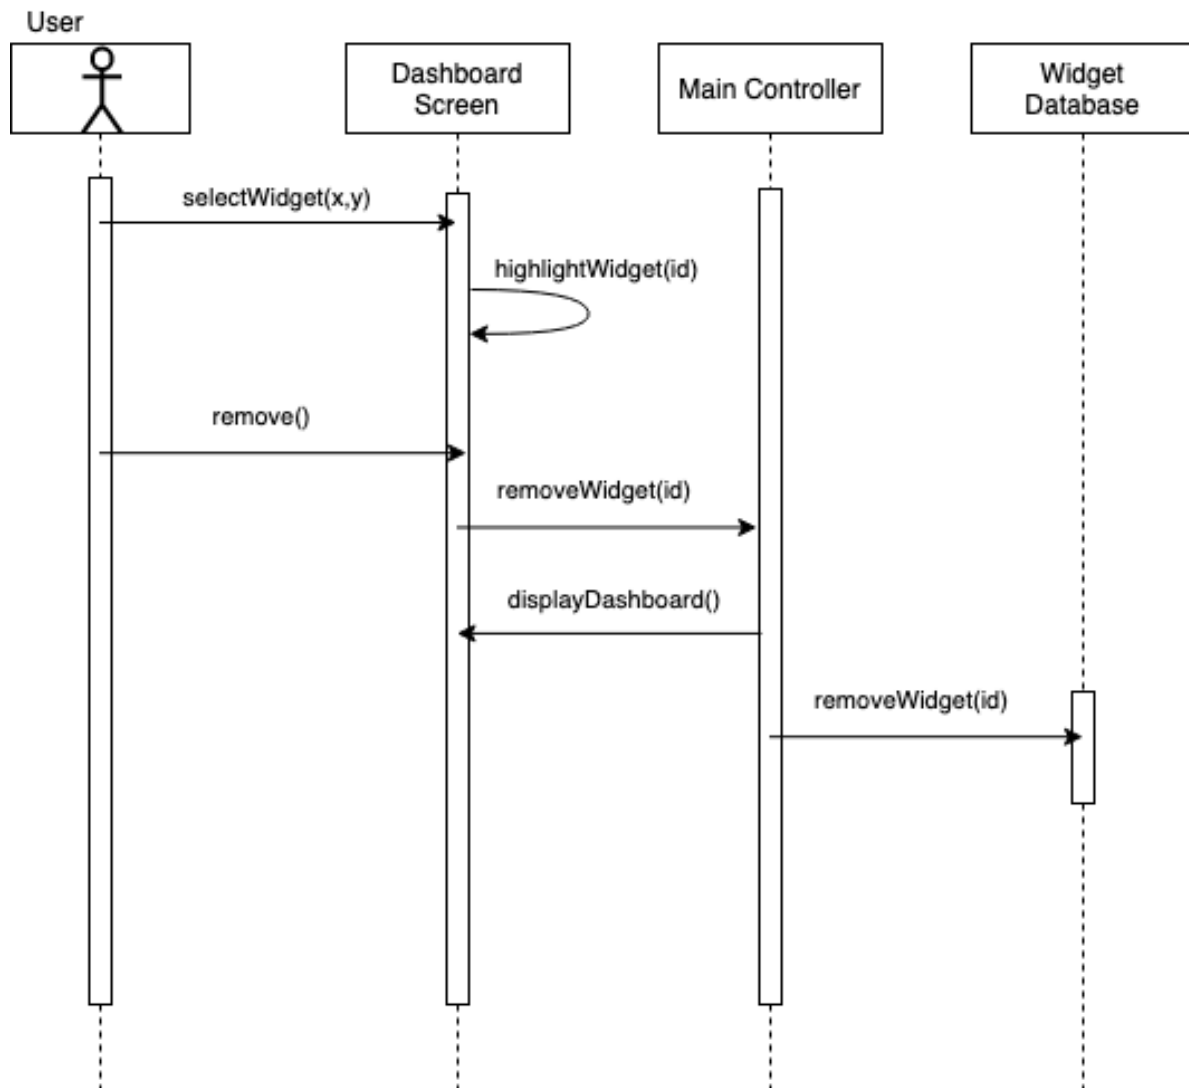 User
Dashboard
Screen
Main Controller
Widget
Database
selectWidget(x,y)
highlightWidget(id)
remove()
removeWidget(id)
displayDashboard()
removeWidget(id)